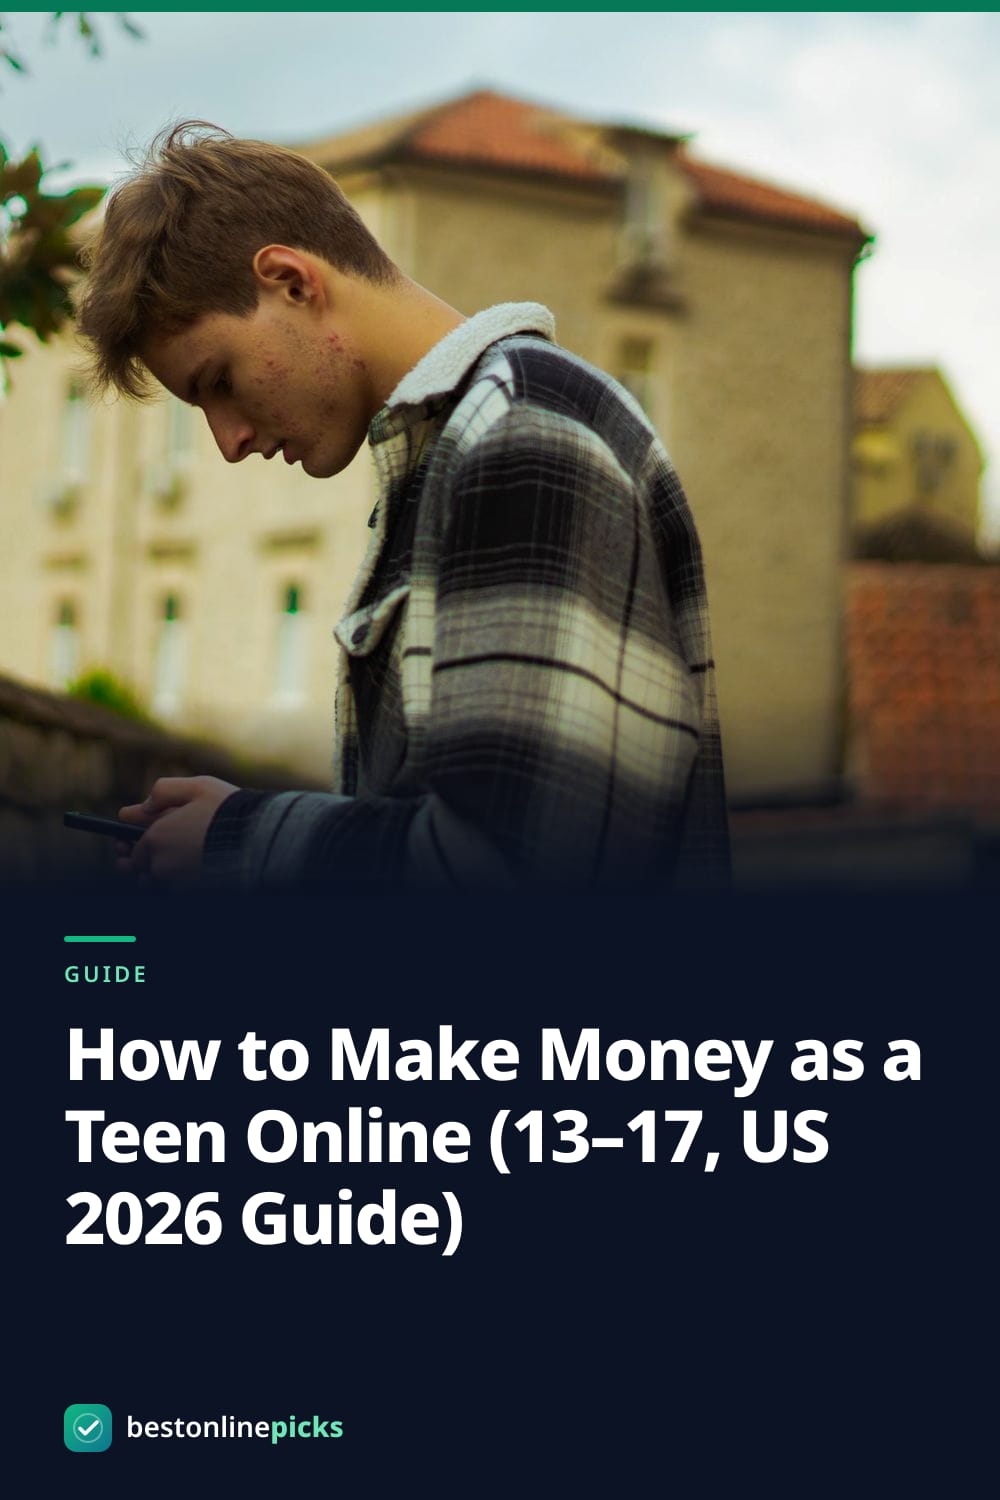 GUIDE
How to Make Money as a
Teen Online (13–17, US
2026 Guide)
bestonlinepicks